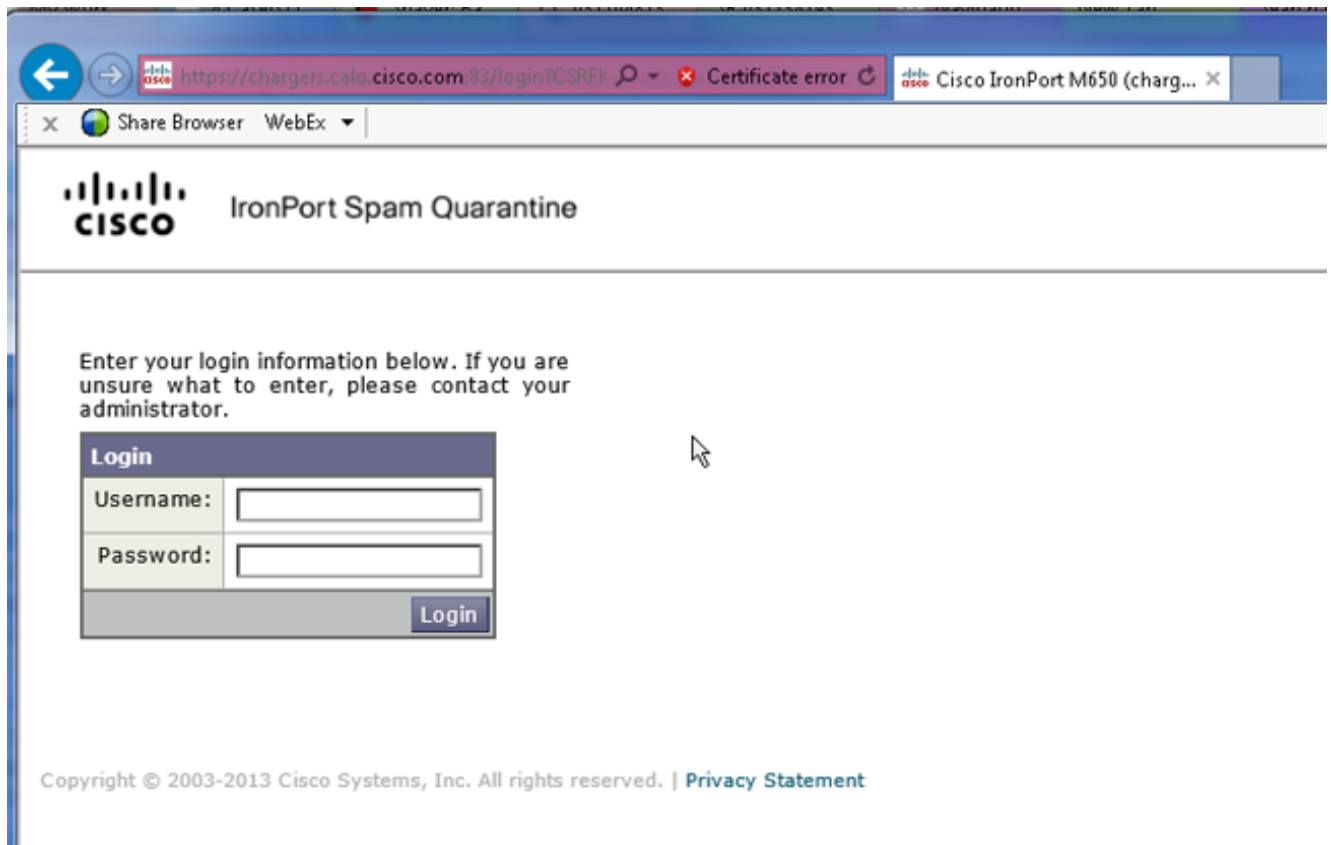 https://chargers.calo.cisco.com:83/login?CSRFk
Certificate error
Cisco IronPort M650 (charg...
Share Browser WebEx
CISCO
IronPort Spam Quarantine
Enter your login information below. If you are
unsure what to enter, please contact your
administrator.
Login
Username:
Password:
Login
Copyright © 2003-2013 Cisco Systems, Inc. All rights reserved. | Privacy Statement